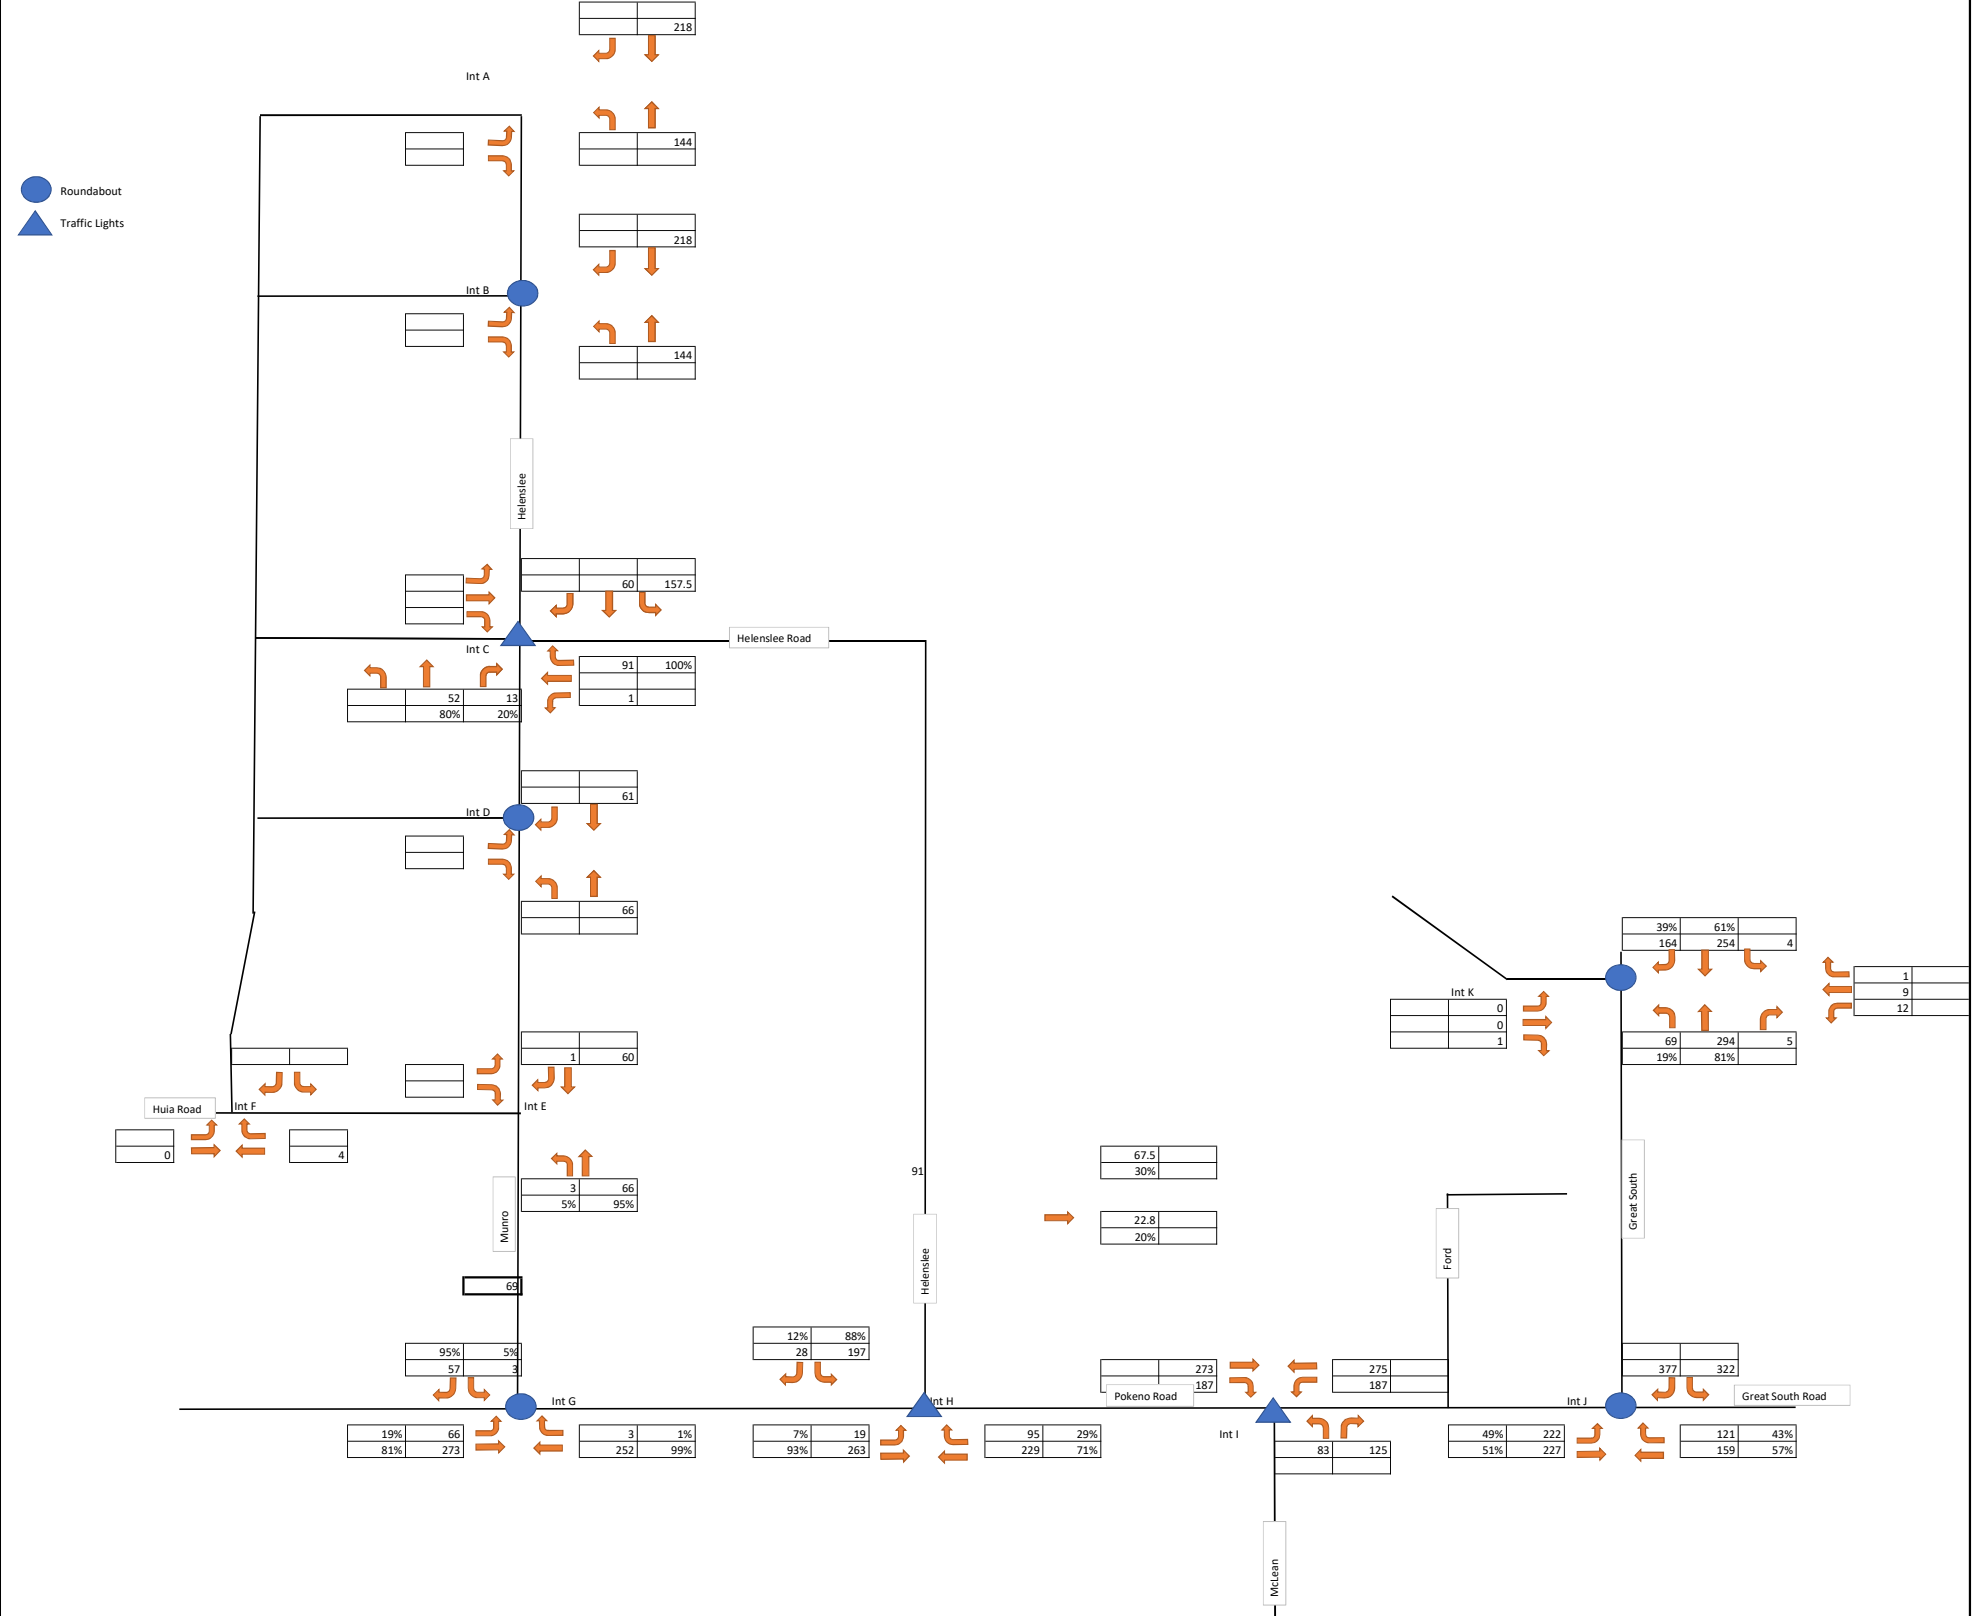 218
Int A
144
Roundabout
Traffic Lights
218
Int B
144
Helenslee
60 157.5
Helenslee Road
Int C
91 100%
1
52 13
80% 20%
61
Int D
66
39% 61%
164 254 4
1
9
12
Int K
0
0
1
69 294 5
19% 81%
1 60
Huia Road
Int F
Int E
0
4
67.5
30%
91
3 66
5% 95%
Munro
22.8
20%
Great South
Ford
Helenslee
69
12% 88%
28 197
95% 5%
57 3
273
187
275
187
377 322
Pokeno Road
Great South Road
Int G
Int H
Int J
19% 66
81% 273
3 1%
252 99%
7% 19
93% 263
95 29%
229 71%
Int I
83 125
49% 222
51% 227
121 43%
159 57%
McLean